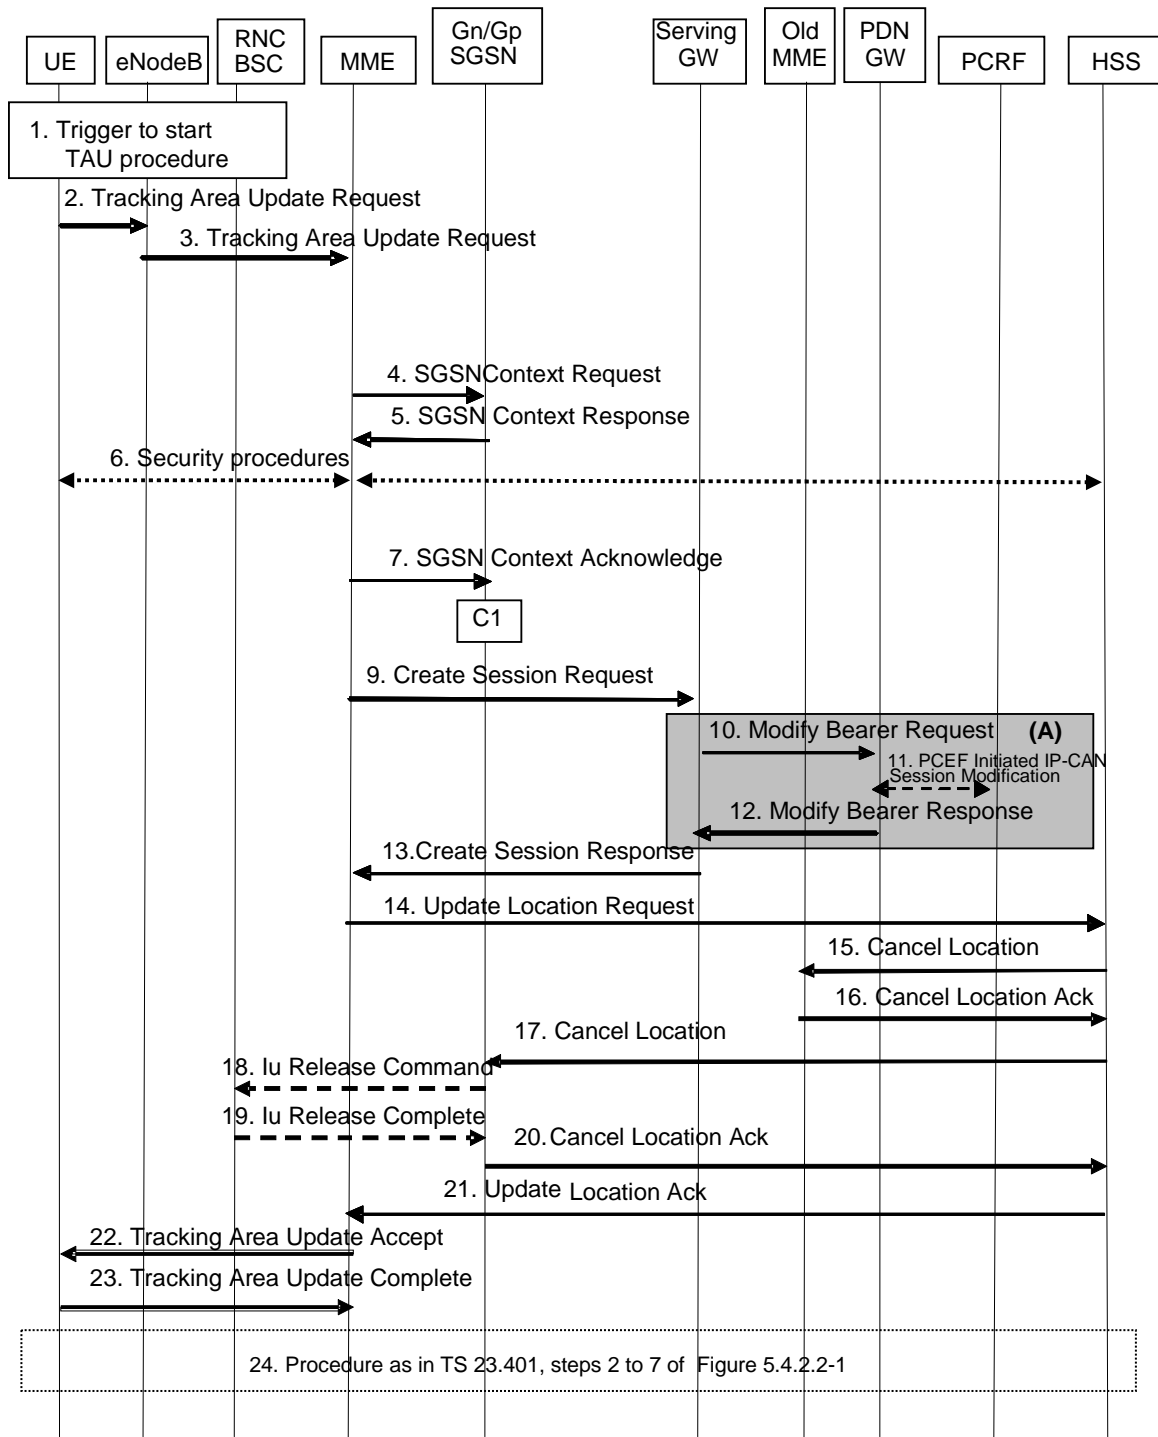 UE
eNodeB
RNC
BSC
MME
Gn/Gp
SGSN
Serving
GW
Old
MME
PDN
GW
PCRF
HSS
1. Trigger to start
TAU procedure
2. Tracking Area Update Request
3. Tracking Area Update Request
4. SGSNContext Request
5. SGSN Context Response
6. Security procedures
7. SGSN Context Acknowledge
C1
9. Create Session Request
10. Modify Bearer Request (A)
11. PCEF Initiated IP-CAN
Session Modification
12. Modify Bearer Response
13.Create Session Response
14. Update Location Request
15. Cancel Location
16. Cancel Location Ack
17. Cancel Location
18. Iu Release Command
19. Iu Release Complete
20.Cancel Location Ack
21. Update Location Ack
22. Tracking Area Update Accept
23. Tracking Area Update Complete
24. Procedure as in TS 23.401, steps 2 to 7 of Figure 5.4.2.2-1